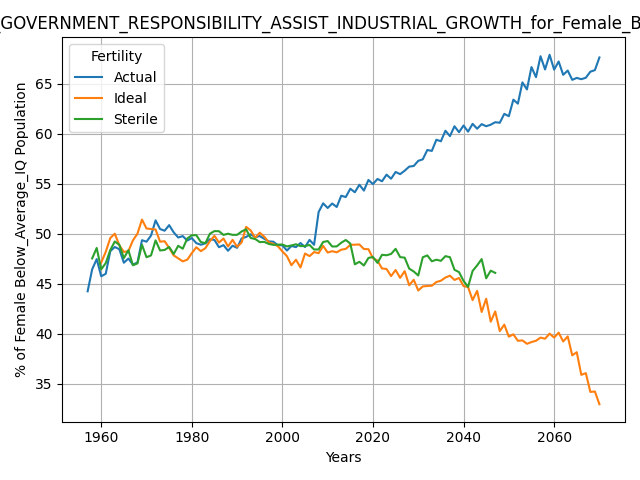 _GOVERNMENT_RESPONSIBILITY_ASSIST_INDUSTRIAL_GROWTH_for_Female_B
Fertility
Actual
Ideal
Sterile
% of Female Below_Average_IQ Population
65
60
55
50
45
40
35
1960 1980 2000 2020 2040 2060
Years